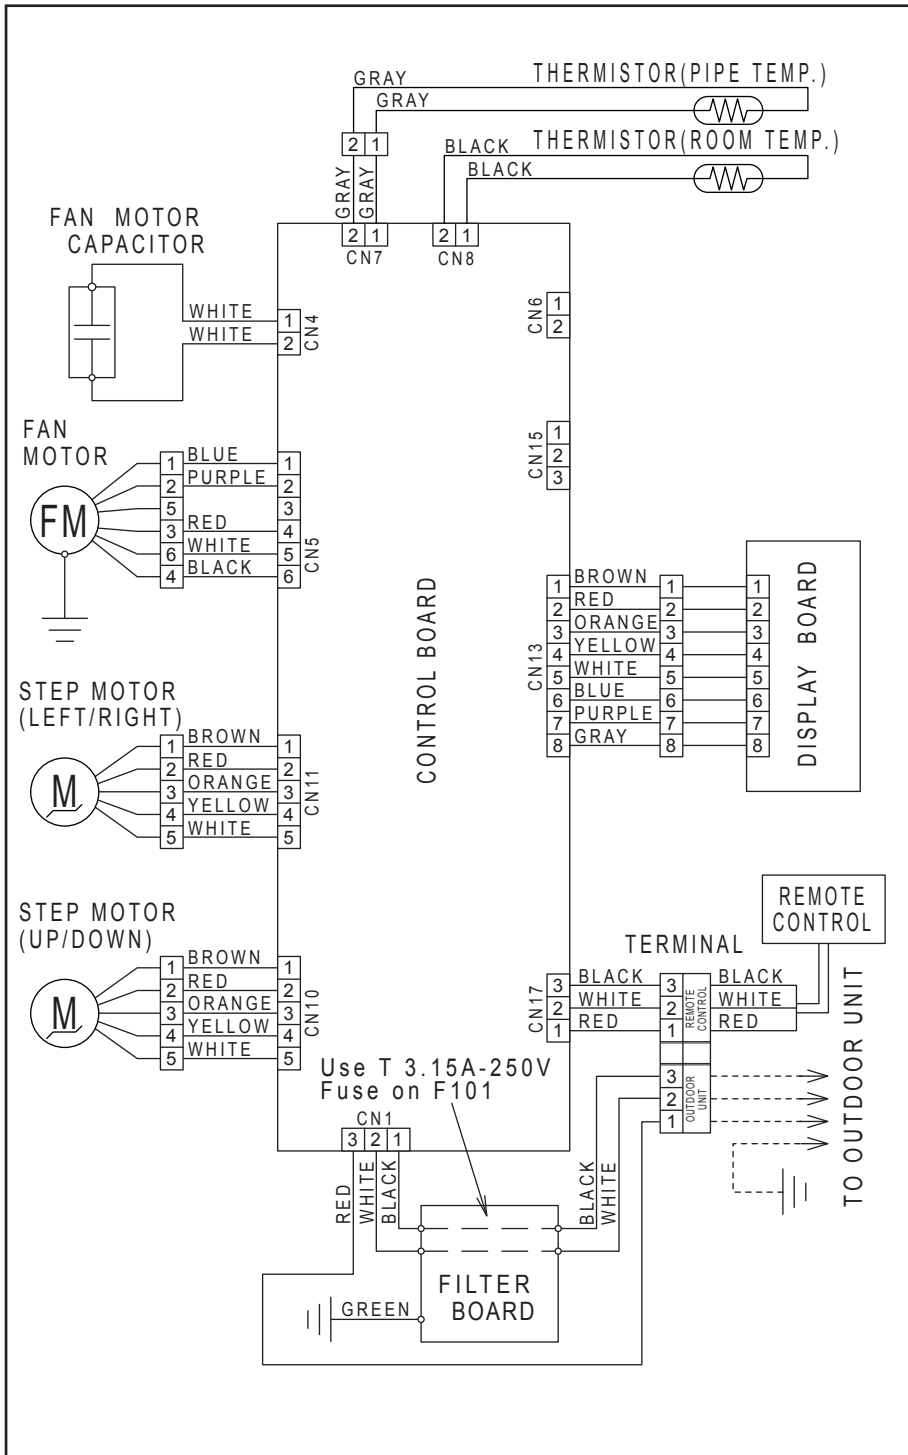 GRAY
THERMISTOR(PIPE TEMP.)
GRAY
2 1
BLACK
THERMISTOR(ROOM TEMP.)
BLACK
GRAY
GRAY
2 1
CN7
2 1
CN8
FAN MOTOR
CAPACITOR
WHITE
WHITE
1
2
CN4
CN6
1
2
CN15
1
2
3
FAN
MOTOR
FM
1 BLUE 1
2 PURPLE 2
5 3
3 RED 4
6 WHITE 5
4 BLACK 6
CN5
CONTROL BOARD
CN13
1 BROWN 1 1
2 RED 2 2
3 ORANGE 3 3
4 YELLOW 4 4
5 WHITE 5 5
6 BLUE 6 6
7 PURPLE 7 7
8 GRAY 8 8
DISPLAY BOARD
STEP MOTOR
(LEFT/RIGHT)
M
1 BROWN 1
2 RED 2
3 ORANGE 3
4 YELLOW 4
5 WHITE 5
CN11
STEP MOTOR
(UP/DOWN)
M
1 BROWN 1
2 RED 2
3 ORANGE 3
4 YELLOW 4
5 WHITE 5
CN10
REMOTE
CONTROL
TERMINAL
CN17
3 BLACK 3 BLACK
2 WHITE 2 WHITE
1 RED 1 RED
REMOTE
CONTROL
3
2
1
OUTDOOR
UNIT
TO OUTDOOR UNIT
Use T 3.15A-250V
Fuse on F101
CN1
3 2 1
RED
WHITE
BLACK
BLACK
WHITE
FILTER
BOARD
GREEN